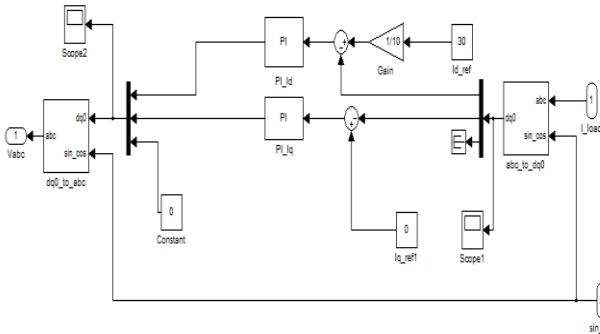 Scope2
PI
PI_Id
1/10
Gain
30
Id_ref
dq0
abc
sin_cos
dq0_to_abc
1
Vabc
PI
PI_Iq
0
Constant
0
Iq_ref1
Scope1
dq0
abc
sin_cos
abc_to_dq0
1
I_load
sin_